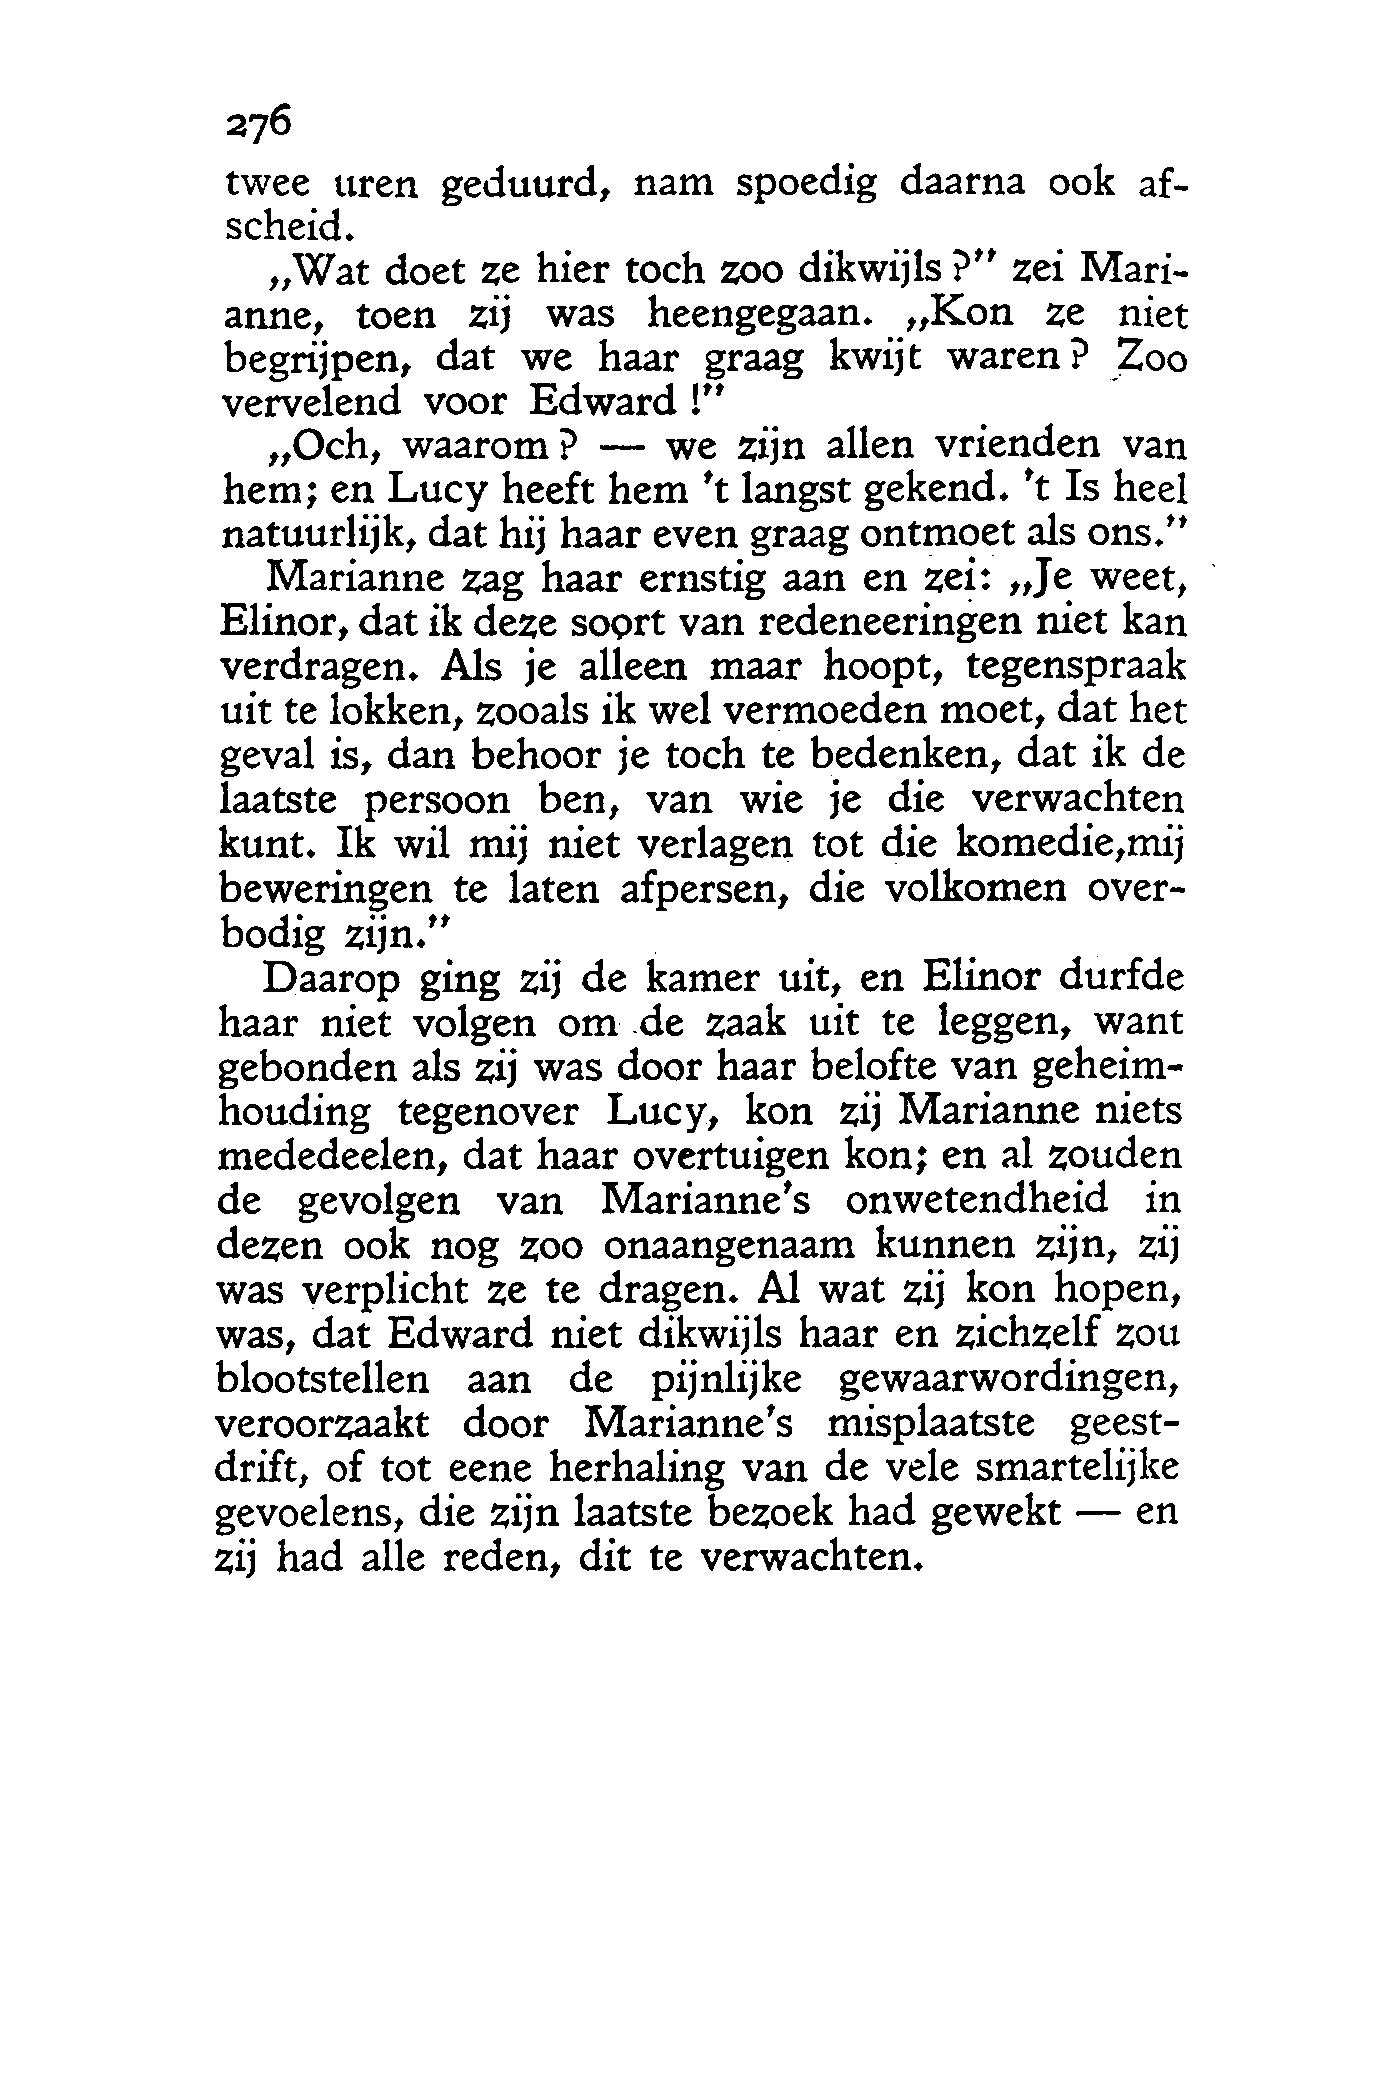 276
twee uren geduurd, nam spoedig daarna ook af-
scheid.
„Wat doet ze hier toch zoo dikwijls?” zei Mari-
anne, toen zij was heengegaan. „Kon ze niet
begrijpen, dat we haar graag kwijt waren? Zoo
vervelend voor Edward!”
„Och, waarom? — we zijn allen vrienden van
hem; en Lucy heeft hem 't langst gekend. 't Is heel
natuurlijk, dat hij haar even graag ontmoet als ons.”
Marianne zag haar ernstig aan en zei: „Je weet,
Elinor, dat ik deze soort van redeneeringen niet kan
verdragen. Als je alleen maar hoopt, tegenspraak
uit te lokken, zooals ik wel vermoeden moet, dat het
geval is, dan behoor je toch te bedenken, dat ik de
laatste persoon ben, van wie je die verwachten
kunt. Ik wil mij niet verlagen tot die komedie,mij
beweringen te laten afpersen, die volkomen over-
bodig zijn.”
Daarop ging zij de kamer uit, en Elinor durfde
haar niet volgen om de zaak uit te leggen, want
gebonden als zij was door haar belofte van geheim-
houding tegenover Lucy, kon zij Marianne niets
mededeelen, dat haar overtuigen kon; en al zouden
de gevolgen van Marianne's onwetendheid in
dezen ook nog zoo onaangenaam kunnen zijn, zij
was verplicht ze te dragen. Al wat zij kon hopen,
was, dat Edward niet dikwijls haar en zichzelf zou
blootstellen aan de pijnlijke gewaarwordingen,
veroorzaakt door Marianne's misplaatste geest-
drift, of tot eene herhaling van de vele smartelijke
gevoelens, die zijn laatste bezoek had gewekt — en
zij had alle reden, dit te verwachten.